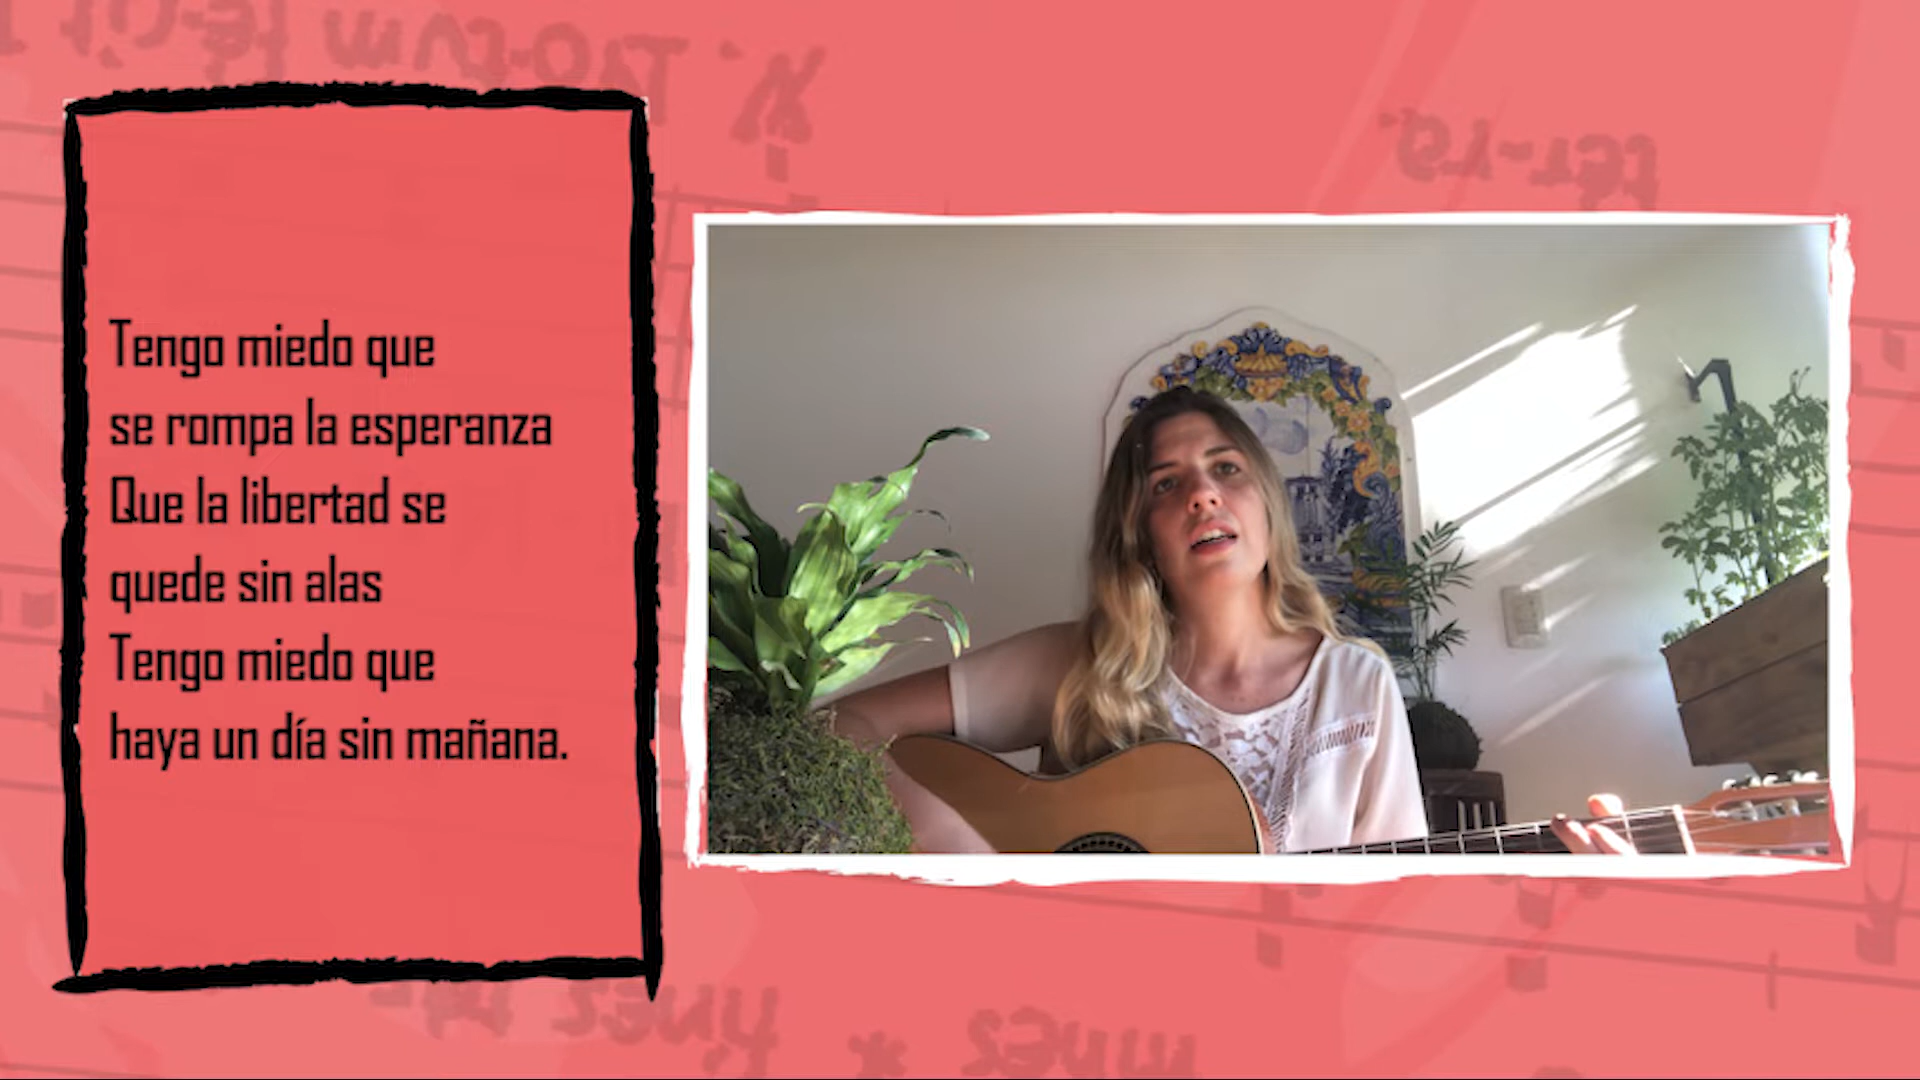 Tengo miedo que
se rompa la esperanza
Que la libertad se
quede sin alas
Tengo miedo que
haya un día sin mañana.